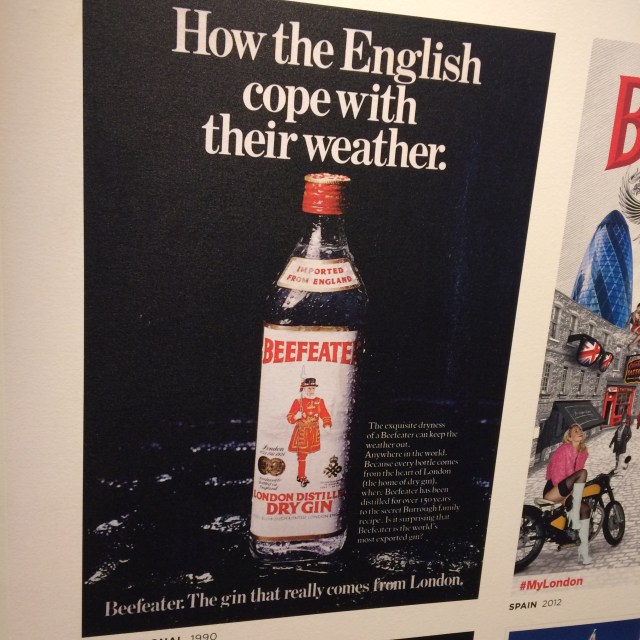 How the English
cope with
their weather.
BEEFEATER
IMPORTED
FROM ENGLAND
BEEFEATE
London
LONDON DISTILLE
DRY GIN
The exquisite dryness
of a Beefeater can keep the
weather out.
Anywhere in the world.
Because every bottle comes
from the heart of London
(the home of dry gin),
where Beefeater has been
distilled for over 150 years
to the secret Burrough family
recipe. Is it surprising that
Beefeater is the world's
most exported gin?
Beefeater. The gin that really comes from London.
ONAL 1990
B
#MyLondon
SPAIN 2012